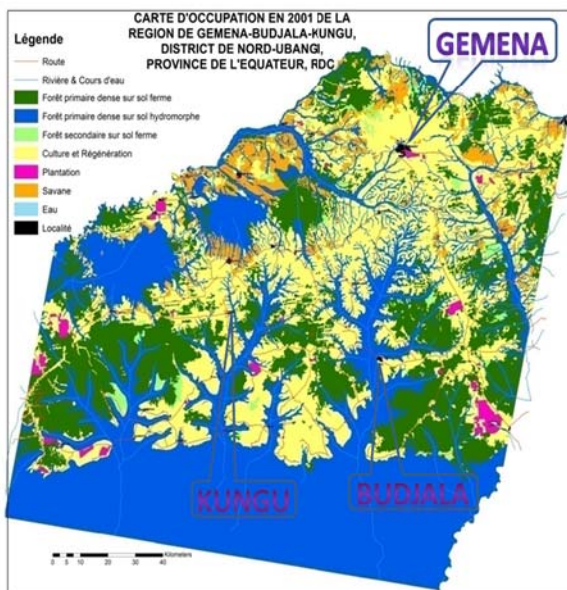 CARTE D'OCCUPATION EN 2001 DE LA
REGION DE GEMENA-BUDJALA-KUNGU,
DISTRICT DE NORD-UBANGI,
PROVINCE DE L'EQUATEUR, RDC
GEMENA
Légende
Route
Rivière & Cours d'eau
Forêt primaire dense sur sol ferme
Forêt primaire dense sur sol hydromorphe
Forêt secondaire sur sol ferme
Culture et Régénération
Plantation
Savane
Eau
Localité
KUNGU
BUDJALA
0 5 10 20 30 40
Kilometers